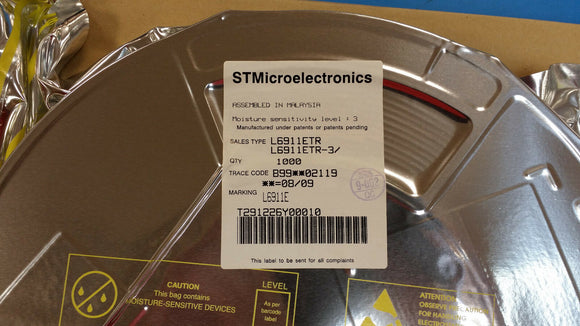 STMicroelectronics
ASSEMBLED IN MALAYSIA
Moisture sensitivity level : 3
Manufactured under patents or patents pending
SALES TYPE L6911ETR
L6911ETR-3/
QTY 1000
TRACE CODE B99**02119
**=08/09
MARKING L6911E
T291226Y00010
This label to be sent for all complaints
CAUTION
This bag contains
MOISTURE-SENSITIVE DEVICES
LEVEL
As per
barcode
label
ATTENTION
OBSERVE
FOR HANDLING